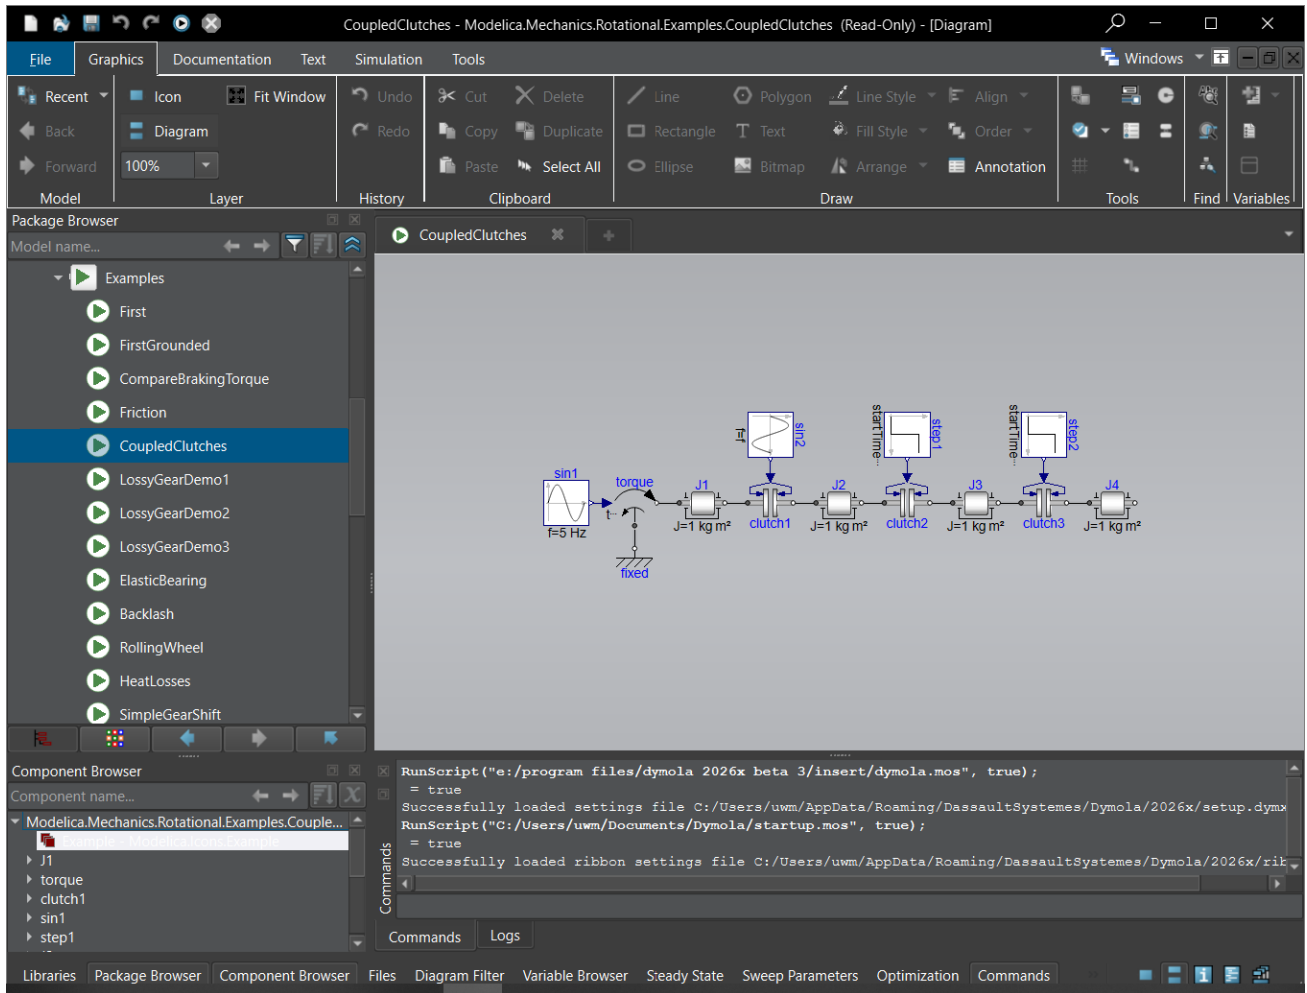 CoupledClutches - Modelica.Mechanics.Rotational.Examples.CoupledClutches (Read-Only) - [Diagram]
File Graphics Documentation Text Simulation Tools Windows
Recent Icon Fit Window Undo Cut Delete Line Polygon Line Style Align
Back Diagram Redo Copy Duplicate Rectangle Text Fill Style Order
Forward 100% Paste Select All Ellipse Bitmap Arrange Annotation
Model Layer History Clipboard Draw Tools Find Variables
Package Browser
Model name...
CoupledClutches
Examples
First
FirstGrounded
CompareBrakingTorque
Friction
CoupledClutches
LossyGearDemo1
LossyGearDemo2
LossyGearDemo3
ElasticBearing
Backlash
RollingWheel
HeatLosses
SimpleGearShift
f=f
sin2
startTime...
step1
startTime...
step2
sin1
torque
J1
J2
J3
J4
t...
f=5 Hz
J=1 kg m²
clutch1
J=1 kg m²
clutch2
J=1 kg m²
clutch3
J=1 kg m²
fixed
Component Browser
Component name...
Modelica.Mechanics.Rotational.Examples.Couple...
Example - Modelica.Icons.Example
J1
torque
clutch1
sin1
step1
RunScript("e:/program files/dymola 2026x beta 3/insert/dymola.mos", true);
= true
Successfully loaded settings file C:/Users/uwm/AppData/Roaming/DassaultSystemes/Dymola/2026x/setup.dymx
RunScript("C:/Users/uwm/Documents/Dymola/startup.mos", true);
= true
Successfully loaded ribbon settings file C:/Users/uwm/AppData/Roaming/DassaultSystemes/Dymola/2026x/rib
Commands
Commands Logs
Libraries Package Browser Component Browser Files Diagram Filter Variable Browser Steady State Sweep Parameters Optimization Commands